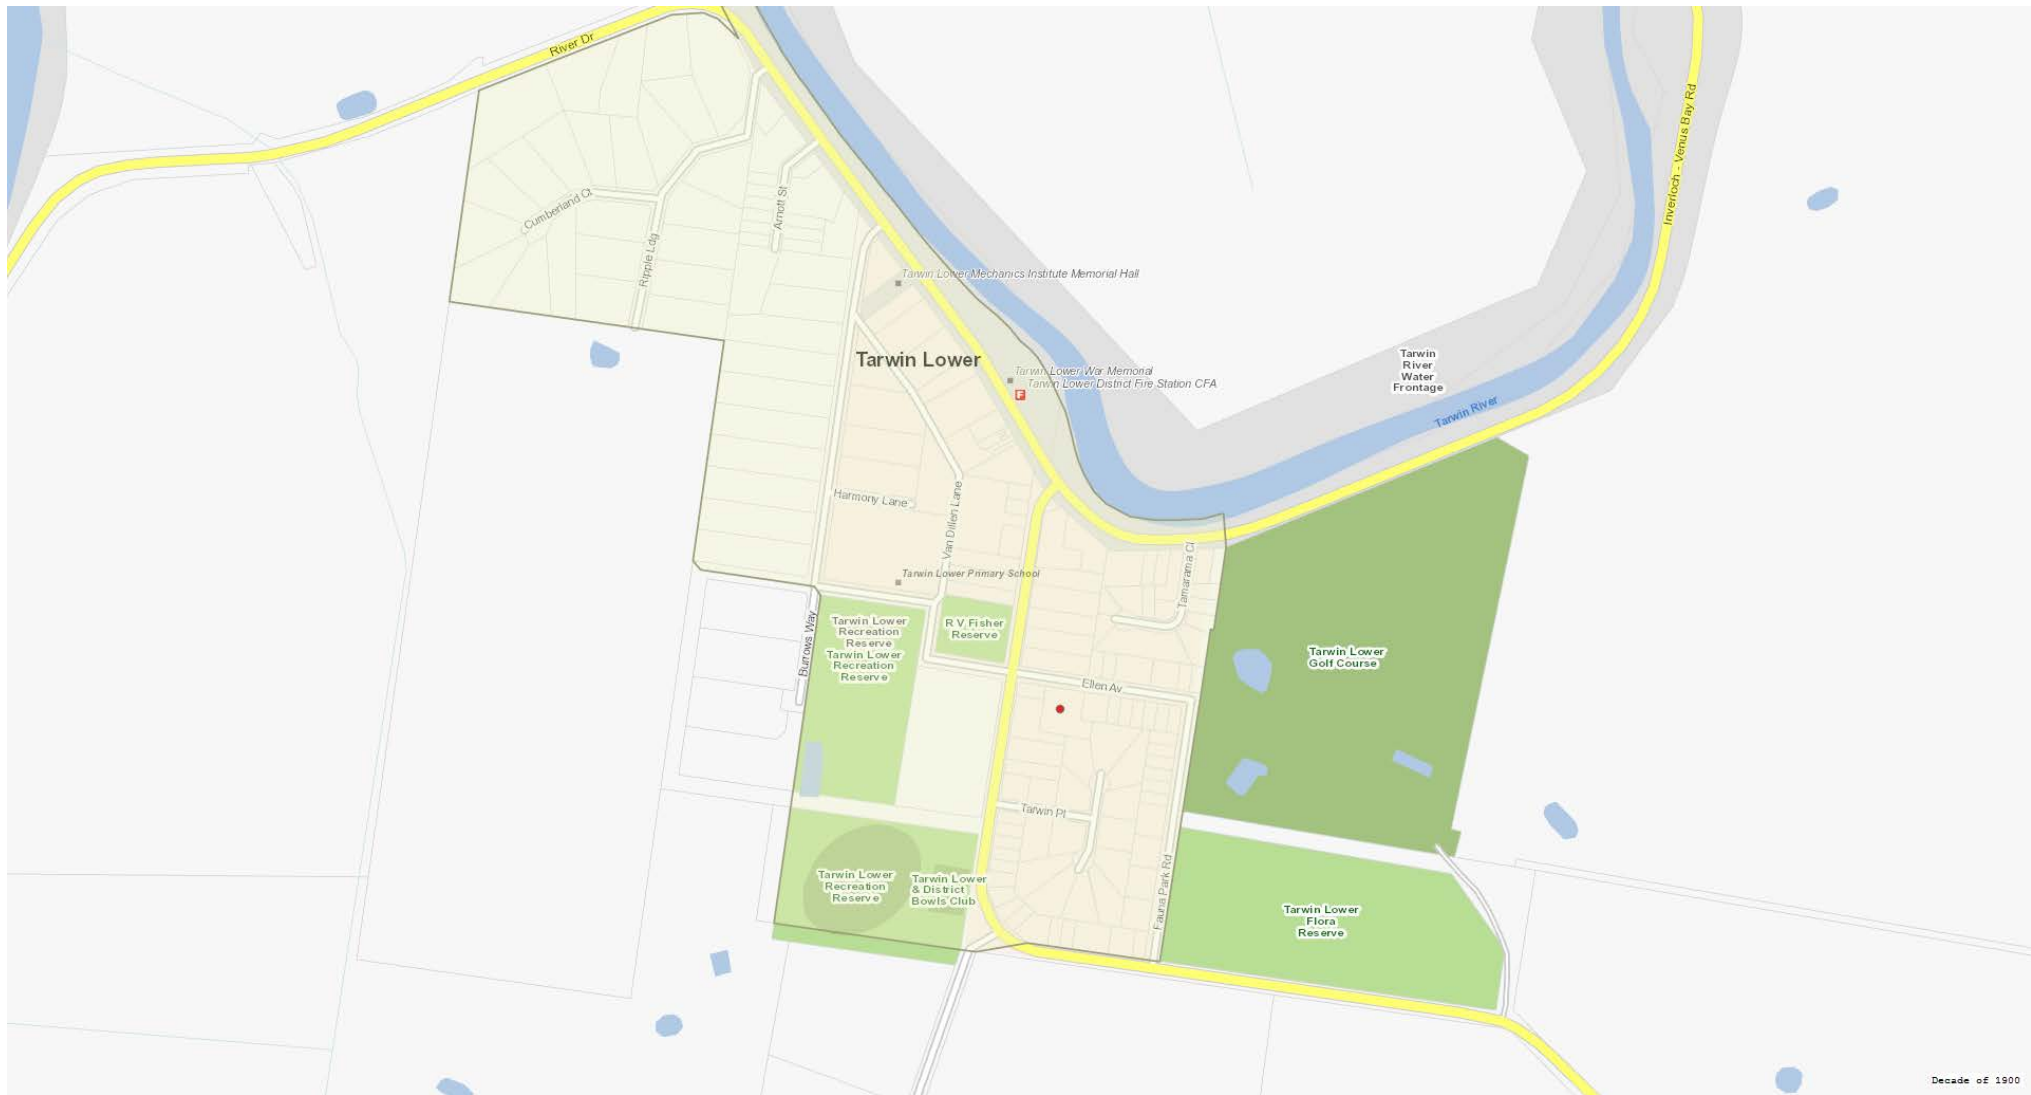 River Dr
Inverloch - Venus Bay Rd
Cumberland Ct
Arnott St
Ripple Ldg
Tarwin Lower Mechanics Institute Memorial Hall
Tarwin Lower
Tarwin Lower War Memorial
Tarwin Lower District Fire Station CFA
F
Tarwin
River
Water
Frontage
Tarwin River
Harmony Lane
Van Dillen Lane
Tamarama Cl
Tarwin Lower Primary School
Burrows Way
Tarwin Lower
Recreation
Reserve
Tarwin Lower
Recreation
Reserve
R V Fisher
Reserve
Tarwin Lower
Golf Course
Ellen Av
Tarwin Pl
Fauna Park Rd
Tarwin Lower
Recreation
Reserve
Tarwin Lower
& District
Bowls Club
Tarwin Lower
Flora
Reserve
Decade of 1900